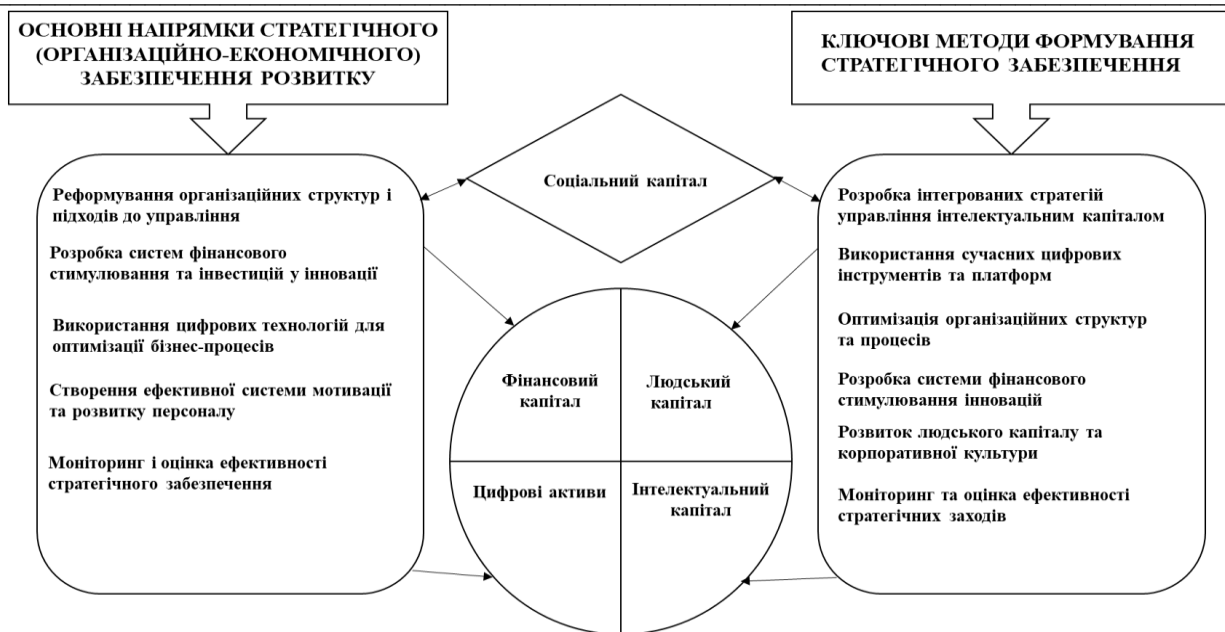 ОСНОВНІ НАПРЯМКИ СТРАТЕГІЧНОГО
(ОРГАНІЗАЦІЙНО-ЕКОНОМІЧНОГО)
ЗАБЕЗПЕЧЕННЯ РОЗВИТКУ
Реформування організаційних структур і
підходів до управління
Розробка систем фінансового
стимулювання та інвестицій у інновації
Використання цифрових технологій для
оптимізації бізнес-процесів
Створення ефективної системи мотивації
та розвитку персоналу
Моніторинг і оцінка ефективності
стратегічного забезпечення
Соціальний капітал
Фінансовий
капітал
Людський
капітал
Цифрові активи
Інтелектуальний
капітал
КЛЮЧОВІ МЕТОДИ ФОРМУВАННЯ
СТРАТЕГІЧНОГО ЗАБЕЗПЕЧЕННЯ
Розробка інтегрованих стратегій
управління інтелектуальним капіталом
Використання сучасних цифрових
інструментів та платформ
Оптимізація організаційних структур
та процесів
Розробка системи фінансового
стимулювання інновацій
Розвиток людського капіталу та
корпоративної культури
Моніторинг та оцінка ефективності
стратегічних заходів